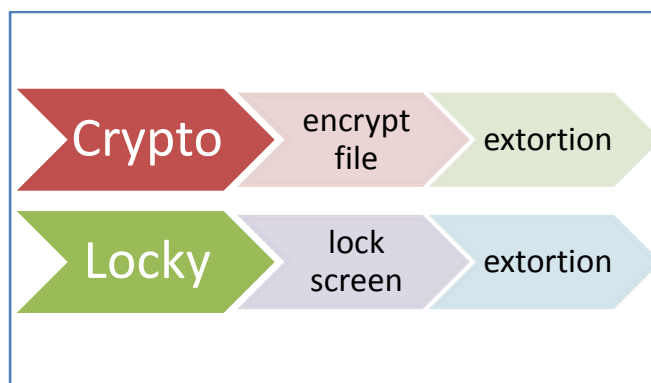 Crypto
encrypt
file
extortion
Locky
lock
screen
extortion